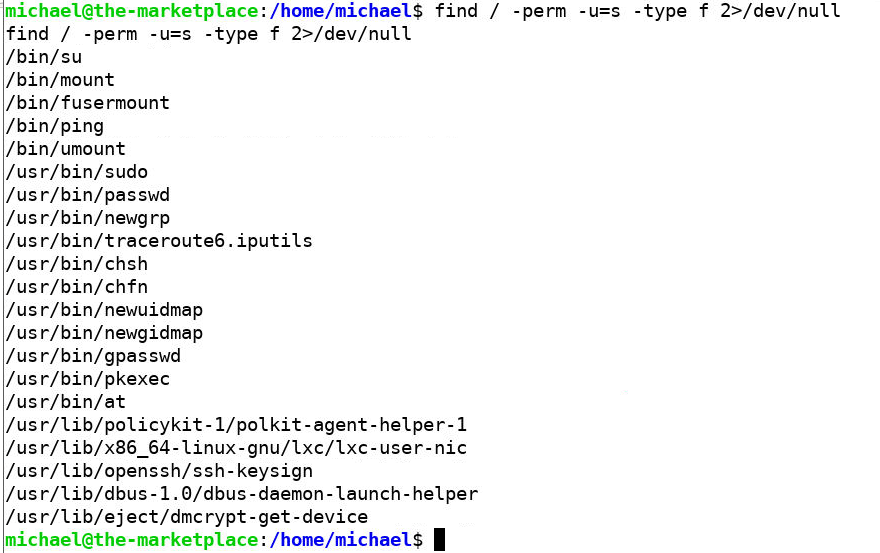 michael@the-marketplace:/home/michael$ find / -perm -u=s -type f 2>/dev/null
find / -perm -u=s -type f 2>/dev/null
/bin/su
/bin/mount
/bin/fusermount
/bin/ping
/bin/umount
/usr/bin/sudo
/usr/bin/passwd
/usr/bin/newgrp
/usr/bin/traceroute6.iputils
/usr/bin/chsh
/usr/bin/chfn
/usr/bin/newuidmap
/usr/bin/newgidmap
/usr/bin/gpasswd
/usr/bin/pkexec
/usr/bin/at
/usr/lib/policykit-1/polkit-agent-helper-1
/usr/lib/x86_64-linux-gnu/lxc/lxc-user-nic
/usr/lib/openssh/ssh-keysign
/usr/lib/dbus-1.0/dbus-daemon-launch-helper
/usr/lib/eject/dmcrypt-get-device
michael@the-marketplace:/home/michael$